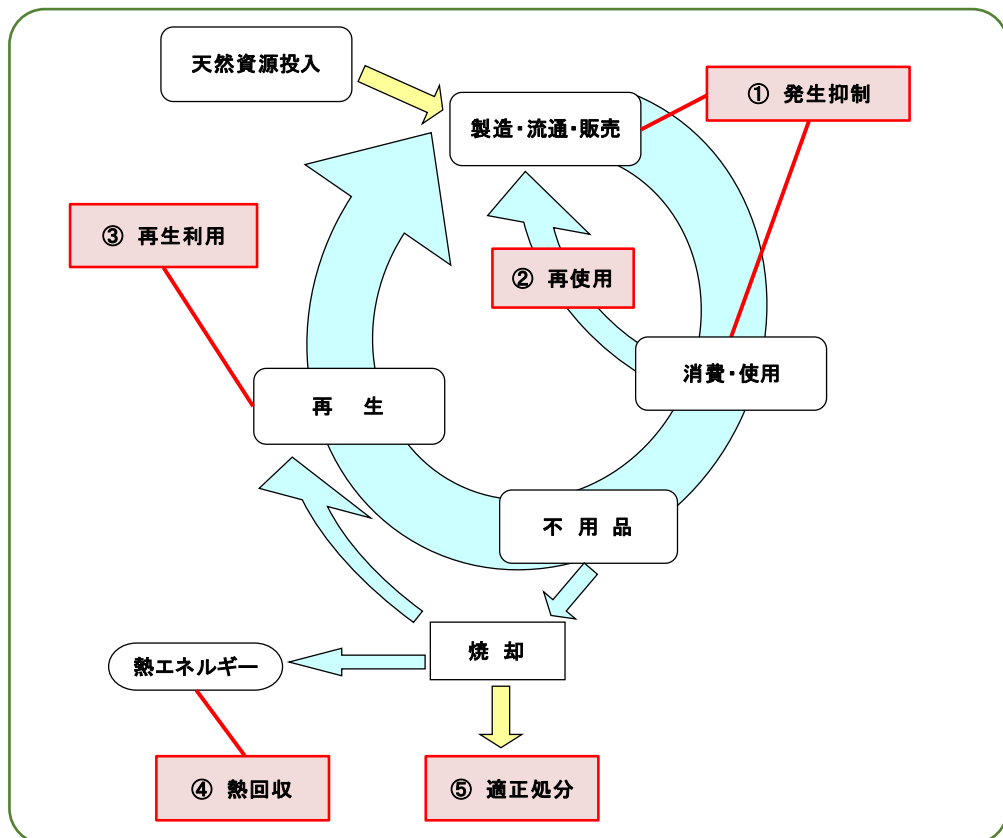 天然資源投入
① 発生抑制
製造・流通・販売
③ 再生利用
② 再使用
消費・使用
再 生
不 用 品
焼 却
熱エネルギー
④ 熱回収
⑤ 適正処分